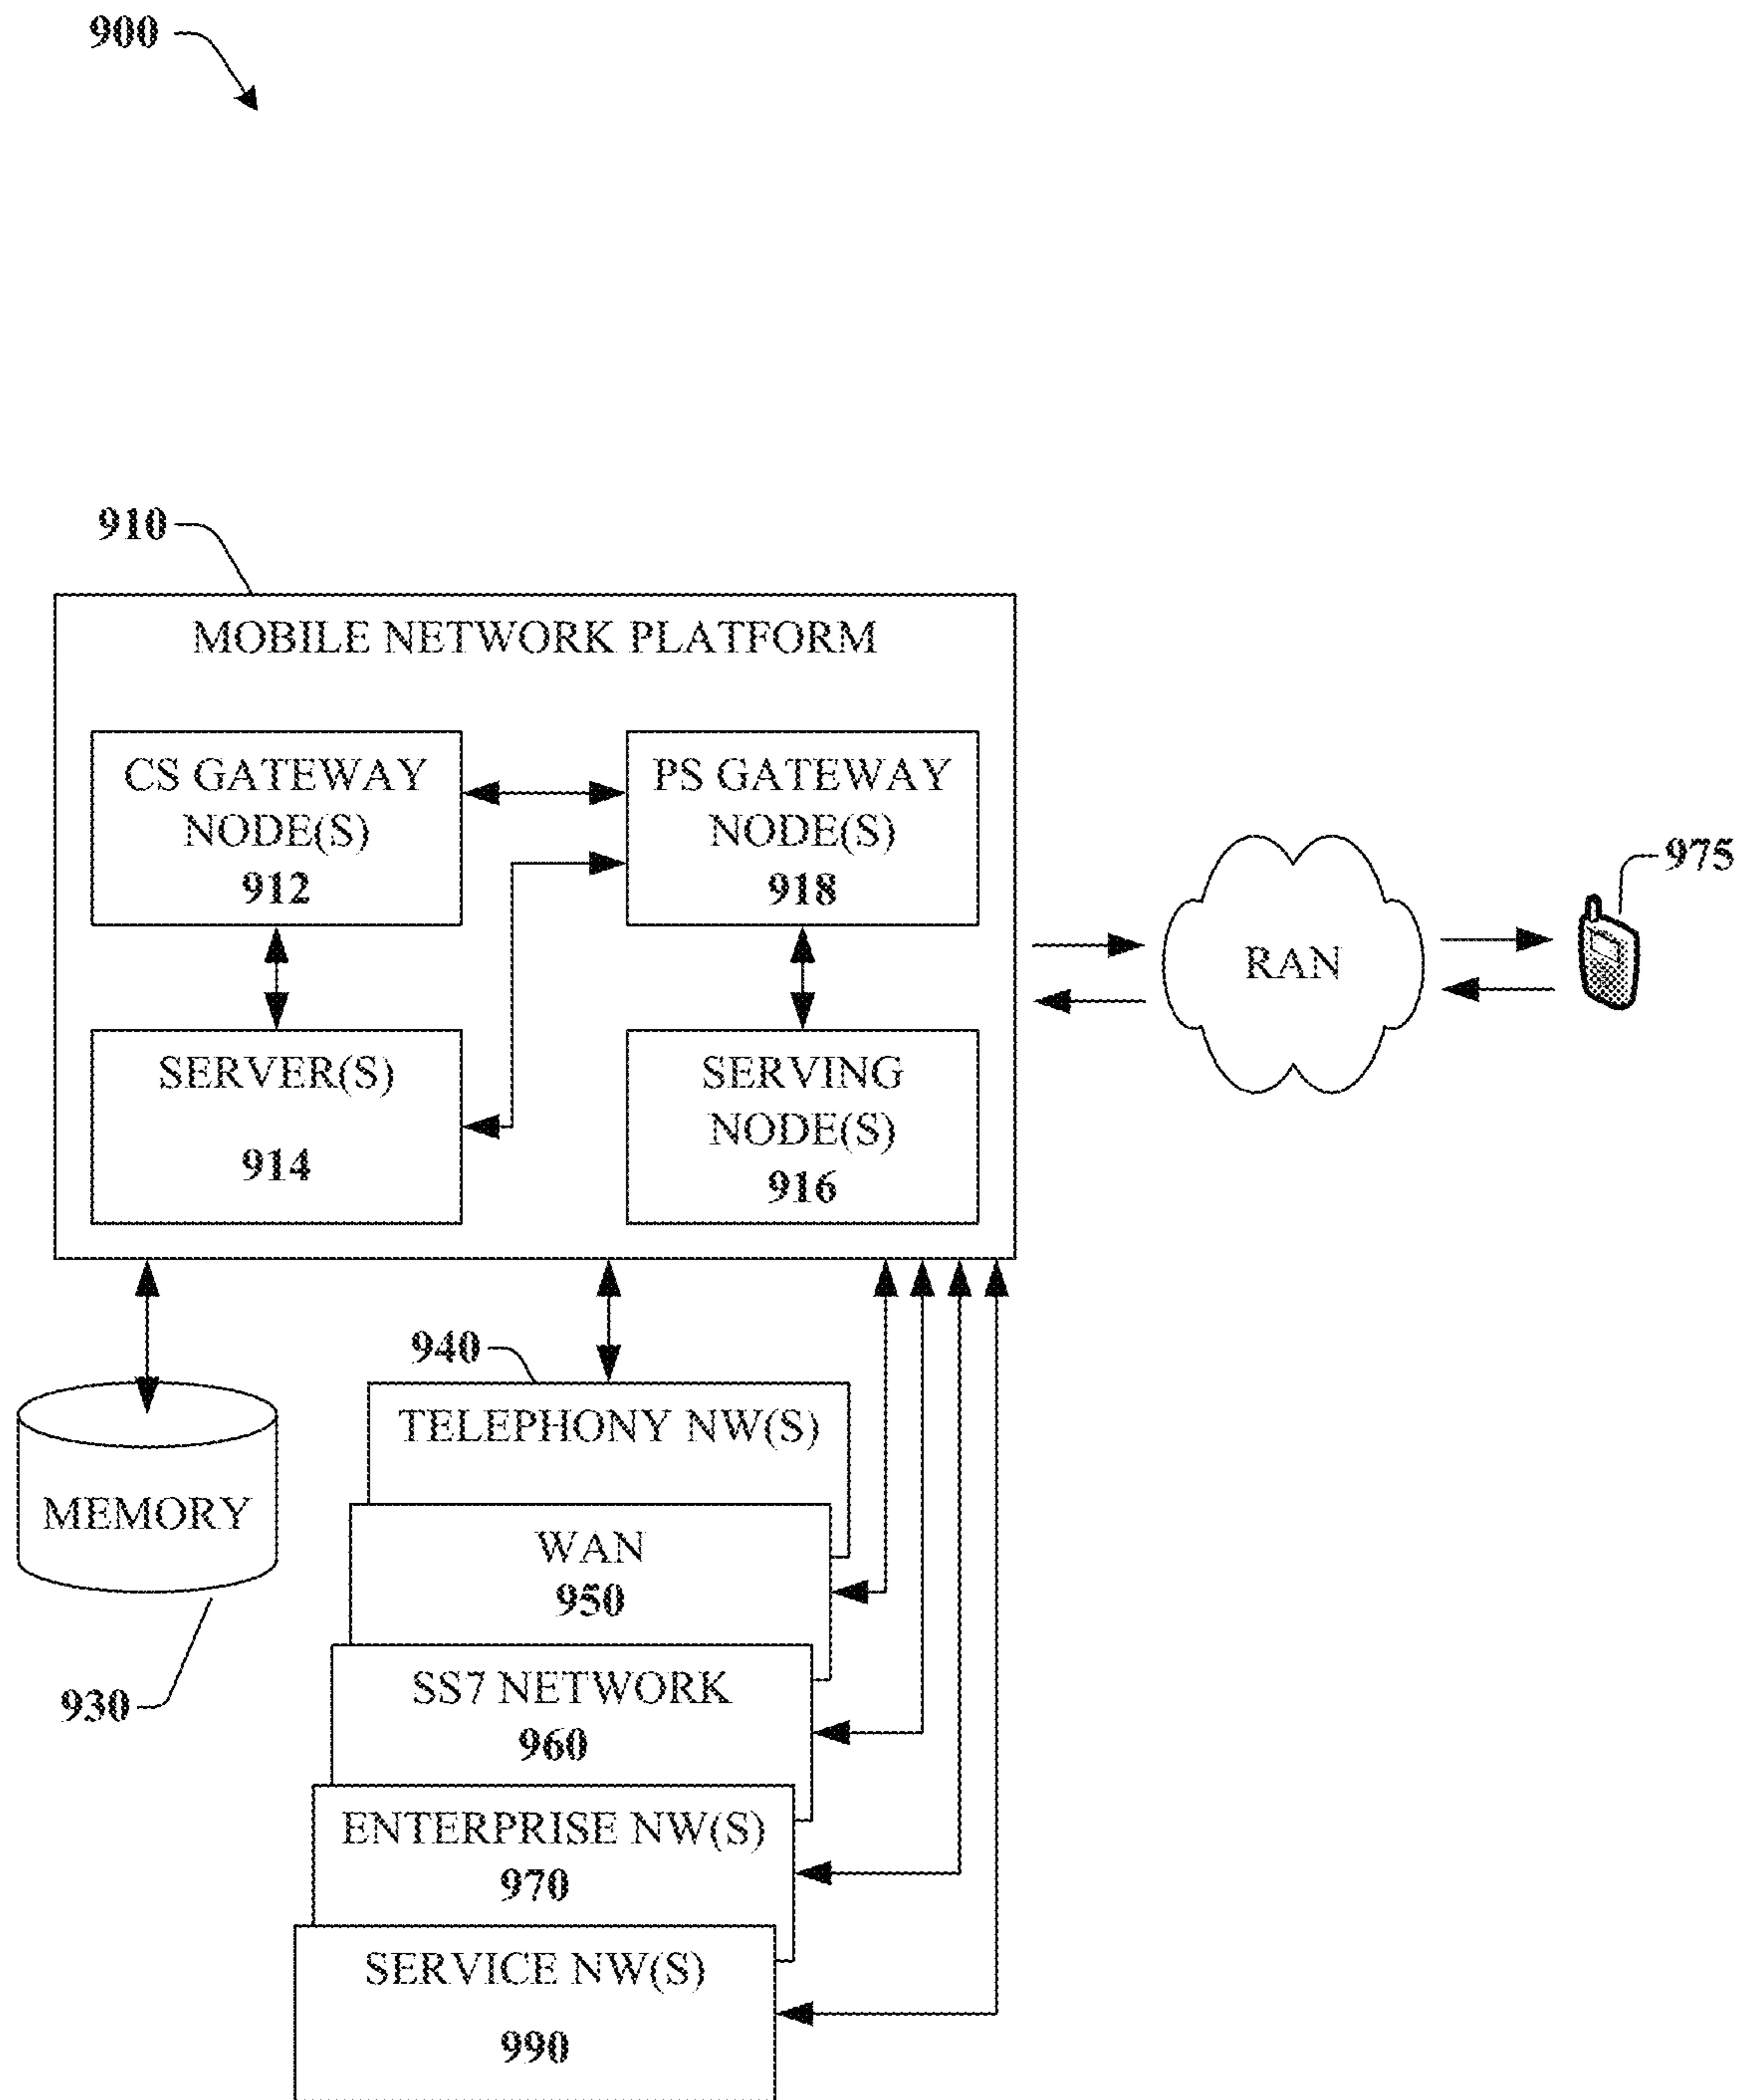 900
910
MOBILE NETWORK PLATFORM
CS GATEWAY
NODE(S)
912
PS GATEWAY
NODE(S)
918
SERVER(S)
914
SERVING
NODE(S)
916
RAN
975
940
TELEPHONY NW(S)
MEMORY
930
WAN
950
SS7 NETWORK
960
ENTERPRISE NW(S)
970
SERVICE NW(S)
990